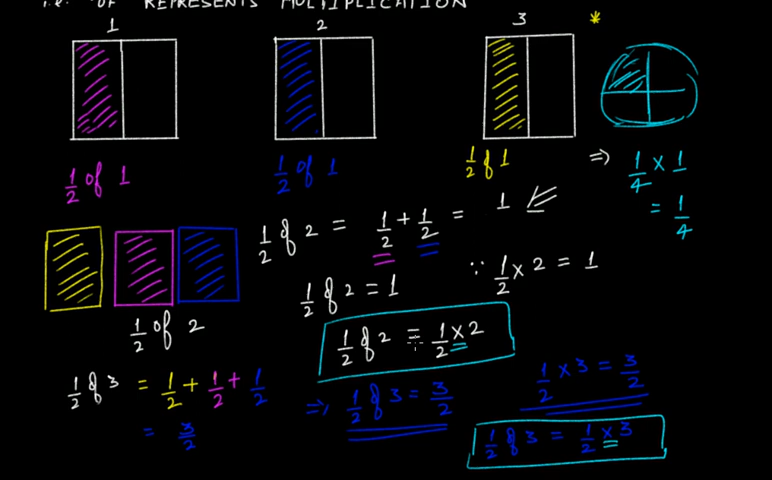 i.e. "OF" REPRESENTS MULTIPLICATION
1 2 3 *
1/2 of 1 1/2 of 1 1/2 of 1 ⇒ 1/4 × 1
= 1/4
1/2 of 2 = 1/2 + 1/2 = 1
1/2 of 2 = 1 ∵ 1/2 × 2 = 1
1/2 of 2
1/2 of 2 = 1/2 × 2
1/2 of 3 = 1/2 + 1/2 + 1/2 ⇒ 1/2 of 3 = 3/2 1/2 × 3 = 3/2
= 3/2
1/2 of 3 = 1/2 × 3